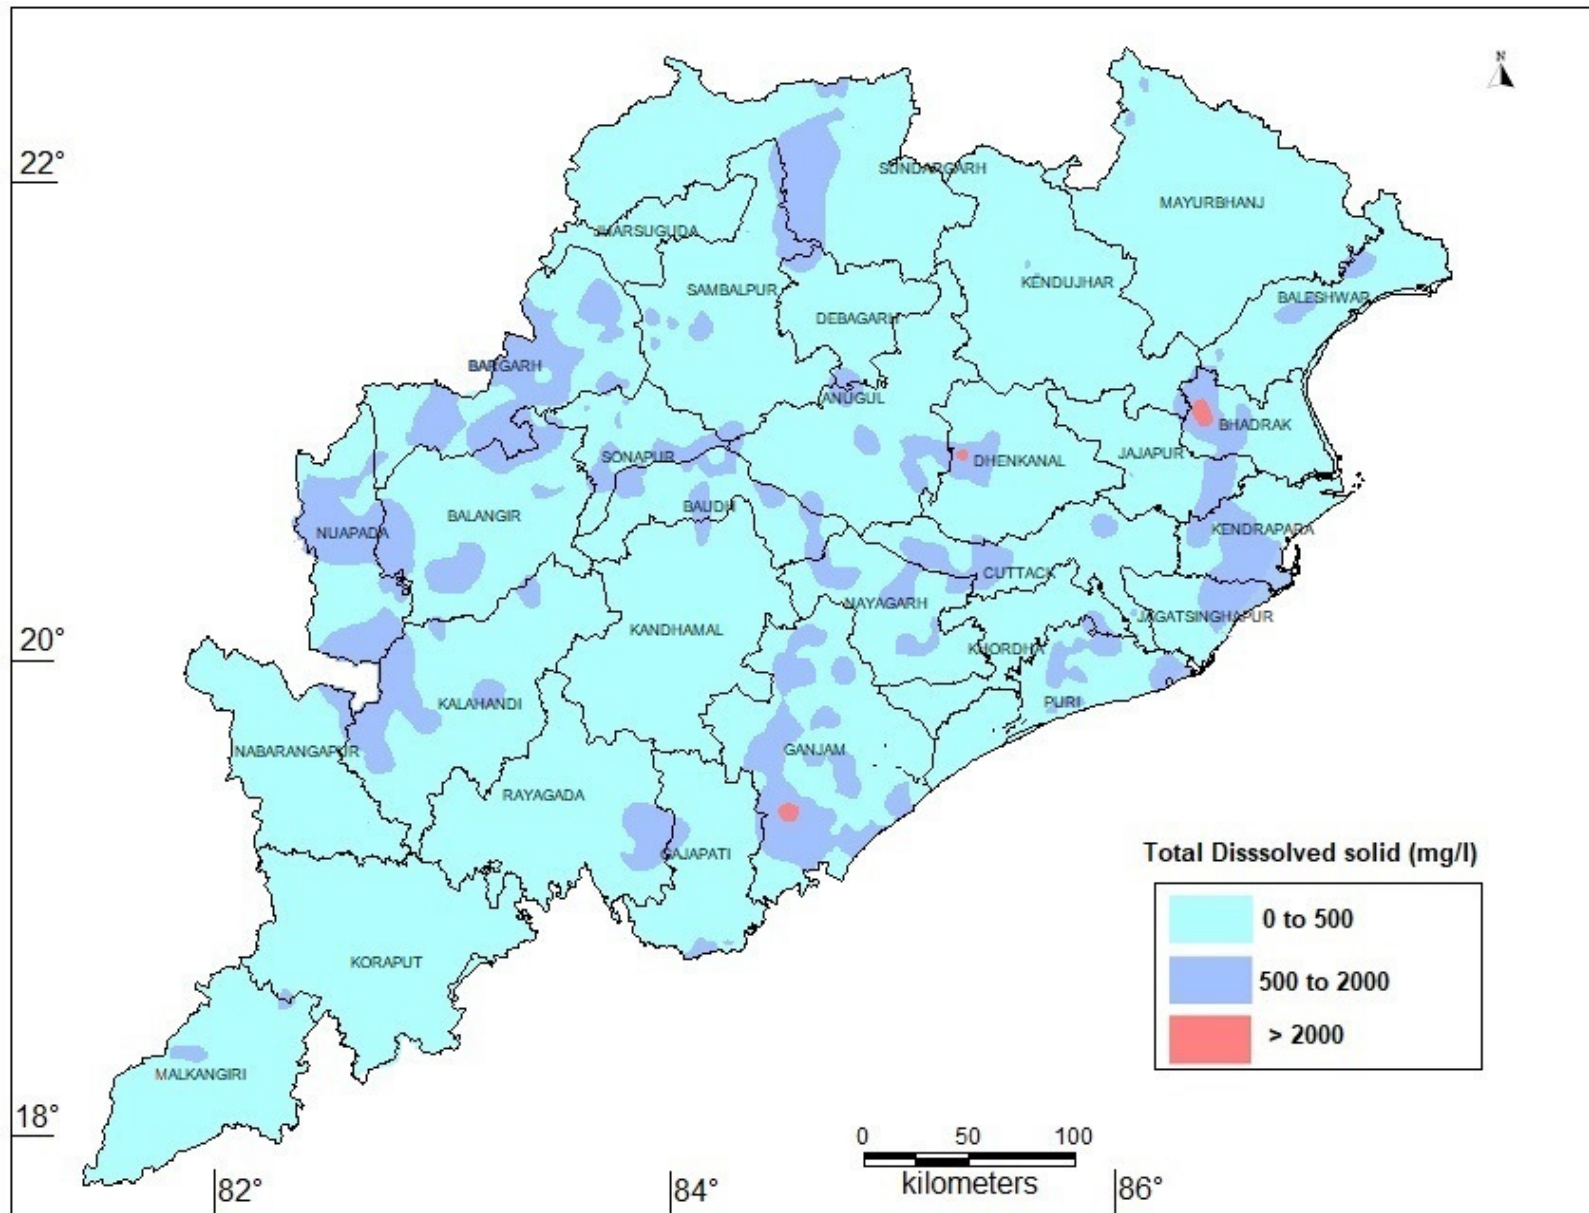 N
22°
SUNDARGARH
MAYURBHANJ
JHARSUGUDA
SAMBALPUR
KENDUJHAR
BALESHWAR
DEBAGARH
BARGARH
ANUGUL
BHADRAK
SONAPUR
DHENKANAL
JAJAPUR
BALANGIR
BAUDH
NUAPADA
KENDRAPARA
CUTTACK
NAYAGARH
JAGATSINGHAPUR
20°
KANDHAMAL
KHORDHA
KALAHANDI
PURI
NABARANGAPUR
GANJAM
RAYAGADA
GAJAPATI
KORAPUT
MALKANGIRI
Total Disssolved solid (mg/l)
0 to 500
500 to 2000
> 2000
18°
0 50 100
kilometers
82° 84° 86°